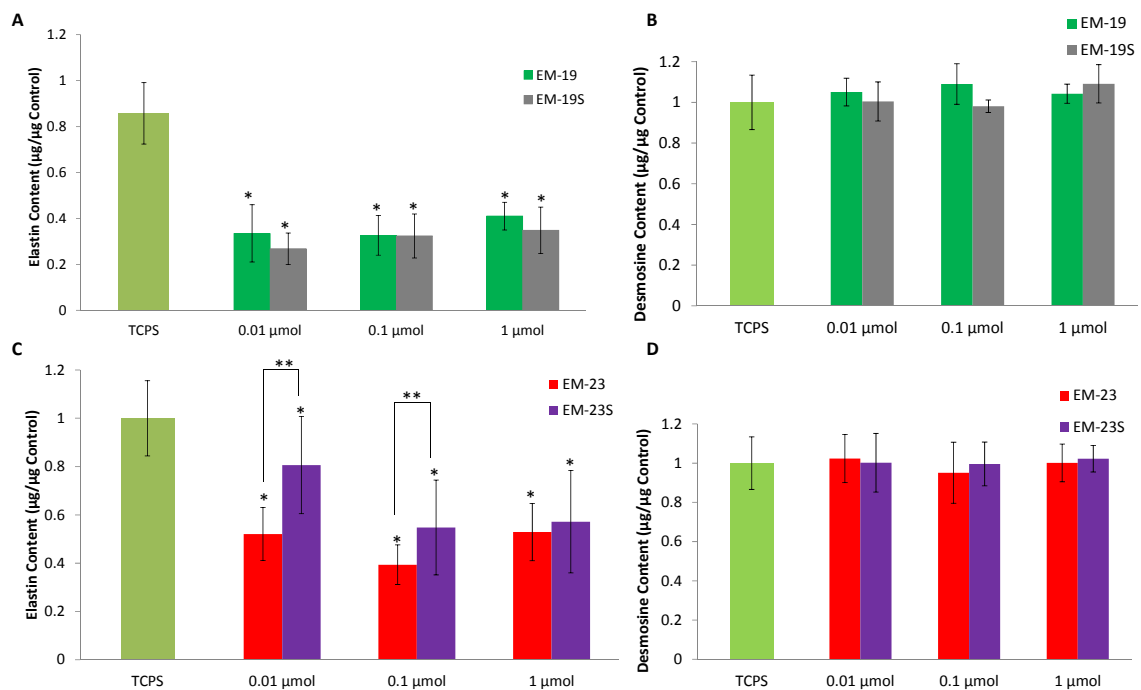 A
Elastin Content (µg/µg Control)
1.2
1
0.8
0.6
0.4
0.2
0
EM-19
EM-19S
* * * * * *
TCPS 0.01 µmol 0.1 µmol 1 µmol
B
Desmosine Content (µg/µg Control)
1.2
1
0.8
0.6
0.4
0.2
0
EM-19
EM-19S
TCPS 0.01 µmol 0.1 µmol 1 µmol
C
Elastin Content (µg/µg Control)
1.2
1
0.8
0.6
0.4
0.2
0
EM-23
EM-23S
** **
* * * * * *
TCPS 0.01 µmol 0.1 µmol 1 µmol
D
Desmosine Content (µg/µg Control)
1.2
1
0.8
0.6
0.4
0.2
0
EM-23
EM-23S
TCPS 0.01 µmol 0.1 µmol 1 µmol